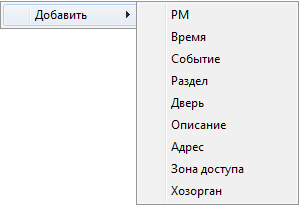 Добавить
РМ
Время
Событие
Раздел
Дверь
Описание
Адрес
Зона доступа
Хозорган